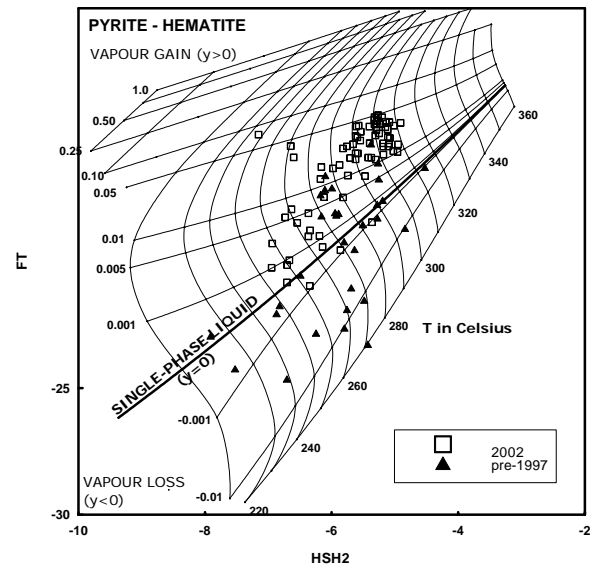 PYRITE - HEMATITE
VAPOUR GAIN (y>0)
1.0
0.50
0.25
0.10
0.05
0.01
0.005
0.001
-0.001
-0.01
360
340
320
300
280
260
240
220
T in Celsius
SINGLE-PHASE LIQUID
(y=0)
VAPOUR LOSS
(y<0)
2002
pre-1997
FT
-25
-30
-10
-8
-6
-4
-2
HSH2